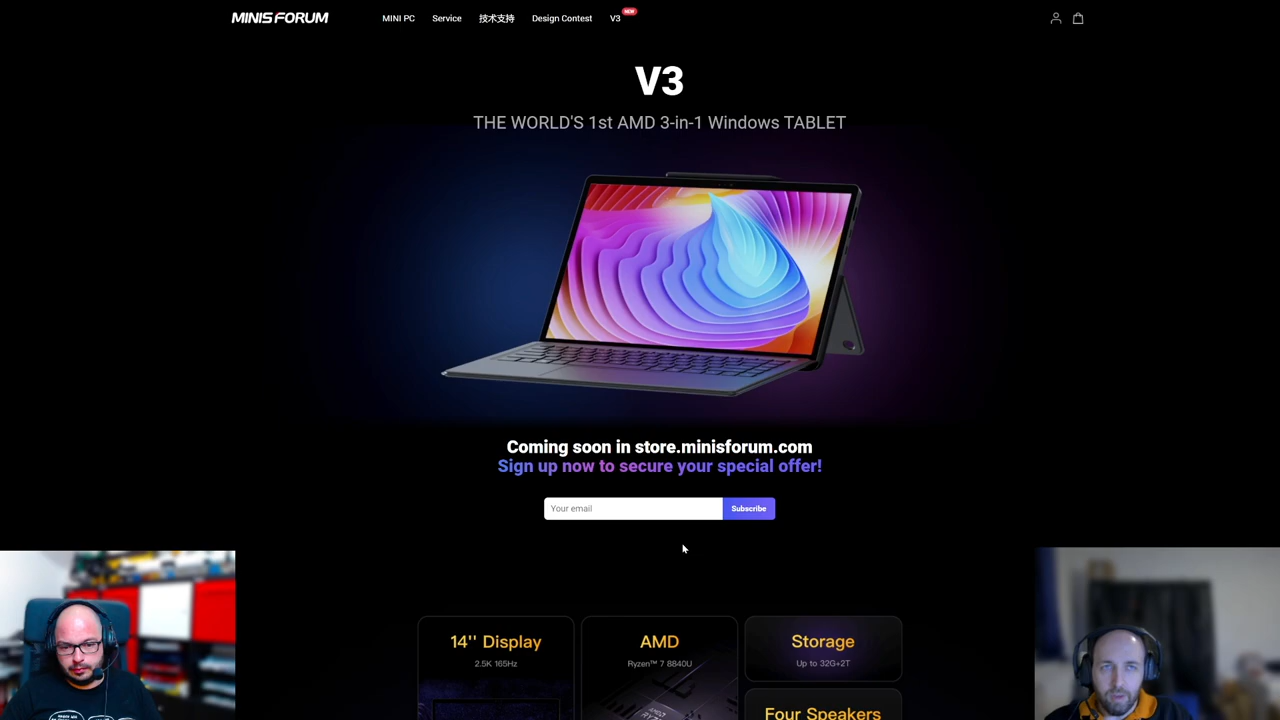 MINISFORUM
MINI PC
Service
技术支持
Design Contest
V3
NEW
V3
THE WORLD'S 1st AMD 3-in-1 Windows TABLET
Coming soon in store.minisforum.com
Sign up now to secure your special offer!
Your email
Subscribe
14'' Display
2.5K 165Hz
AMD
Ryzen™ 7 8840U
Storage
Up to 32G+2T
Four Speakers